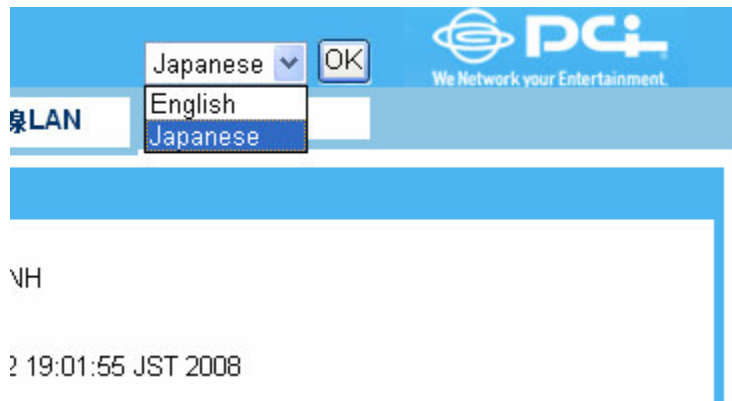 Japanese OK
PCi
We Network your Entertainment.
線LAN
English
Japanese
NH
2 19:01:55 JST 2008